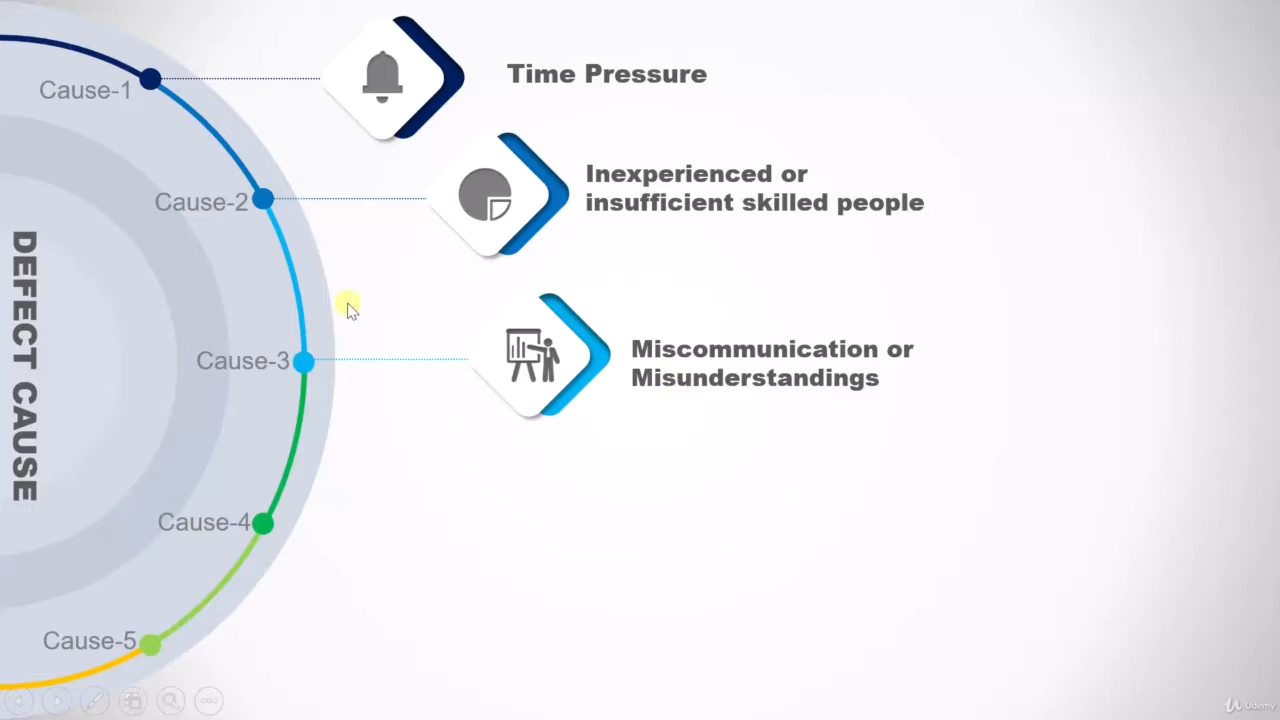 DEFECT CAUSE
Cause-1
Time Pressure
Cause-2
Inexperienced or
insufficient skilled people
Cause-3
Miscommunication or
Misunderstandings
Cause-4
Cause-5
Udemy